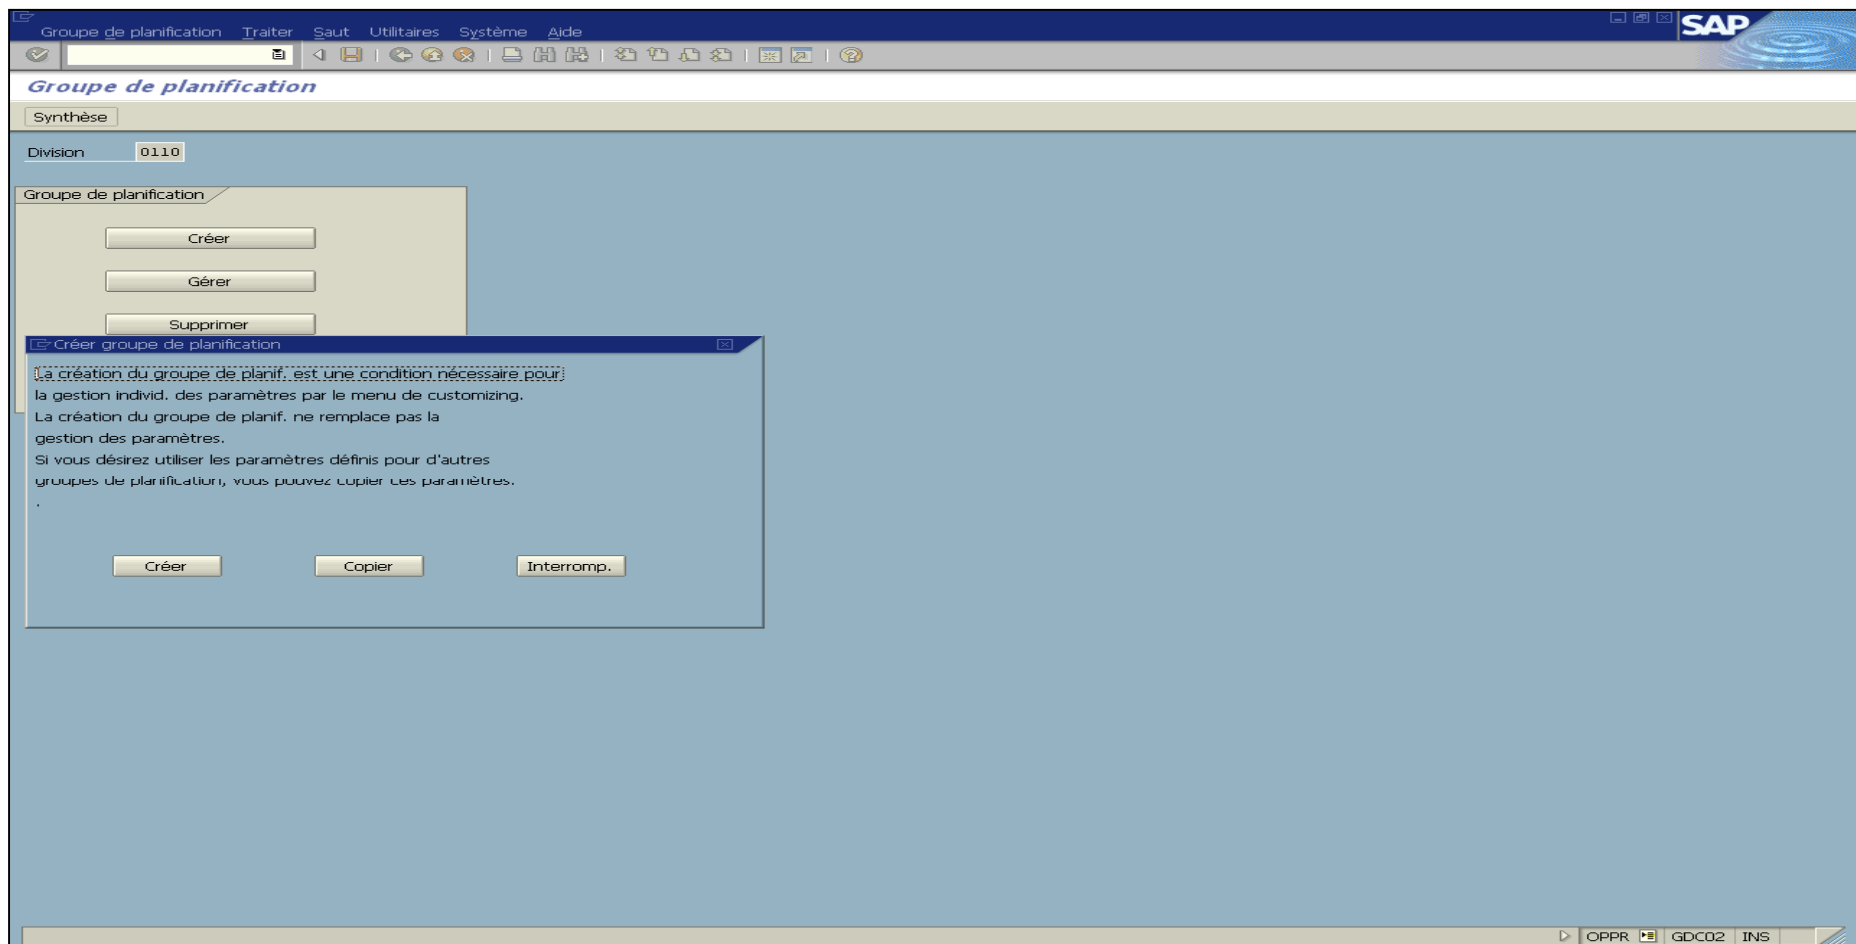 Groupe de planification Traiter Saut Utilitaires Système Aide
SAP
Groupe de planification
Synthèse
Division 0110
Groupe de planification
Créer
Gérer
Supprimer
Créer groupe de planification
La création du groupe de planif. est une condition nécessaire pour
la gestion individ. des paramètres par le menu de customizing.
La création du groupe de planif. ne remplace pas la
gestion des paramètres.
Si vous désirez utiliser les paramètres définis pour d'autres
groupes de planification, vous pouvez copier ces paramètres.
.
Créer Copier Interromp.
OPPR GDC02 INS